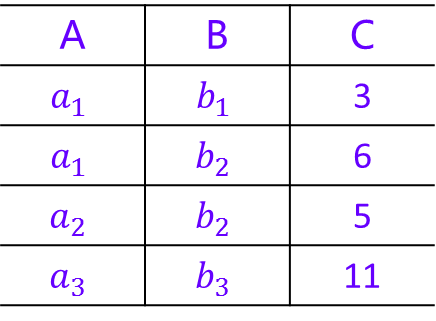 A B C
a₁ b₁ 3
a₁ b₂ 6
a₂ b₂ 5
a₃ b₃ 11